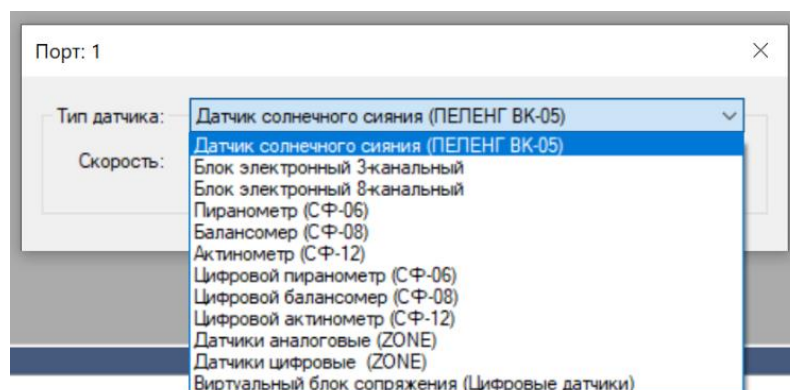 Порт: 1
Тип датчика: Датчик солнечного сияния (ПЕЛЕНГ ВК-05)
Датчик солнечного сияния (ПЕЛЕНГ ВК-05)
Скорость:
Блок электронный 3-канальный
Блок электронный 8-канальный
Пиранометр (СФ-06)
Балансомер (СФ-08)
Актинометр (СФ-12)
Цифровой пиранометр (СФ-06)
Цифровой балансомер (СФ-08)
Цифровой актинометр (СФ-12)
Датчики аналоговые (ZONE)
Датчики цифровые (ZONE)
Виртуальный блок сопряжения (Цифровые датчики)